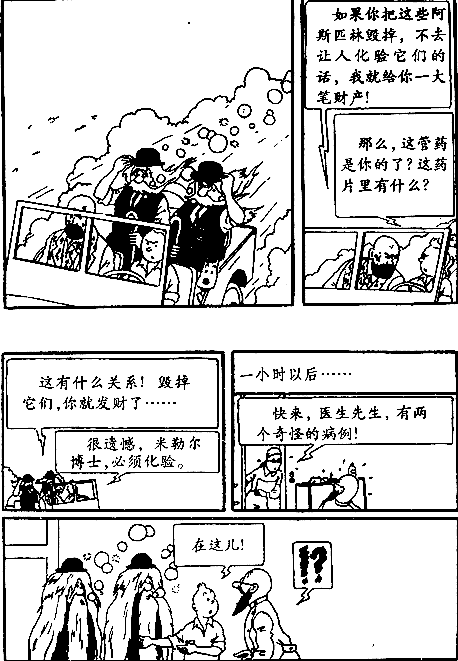 如果你把这些阿
斯匹林毁掉，不去
让人化验它们的
话，我就给你一大
笔财产！
那么，这管药
是你的了？这药
片里有什么？
这有什么关系！毁掉
它们，你就发财了……
很遗憾，米勒尔
博士，必须化验。
一小时以后……
快来，医生先生，有两
个奇怪的病例！
在这儿！
!?